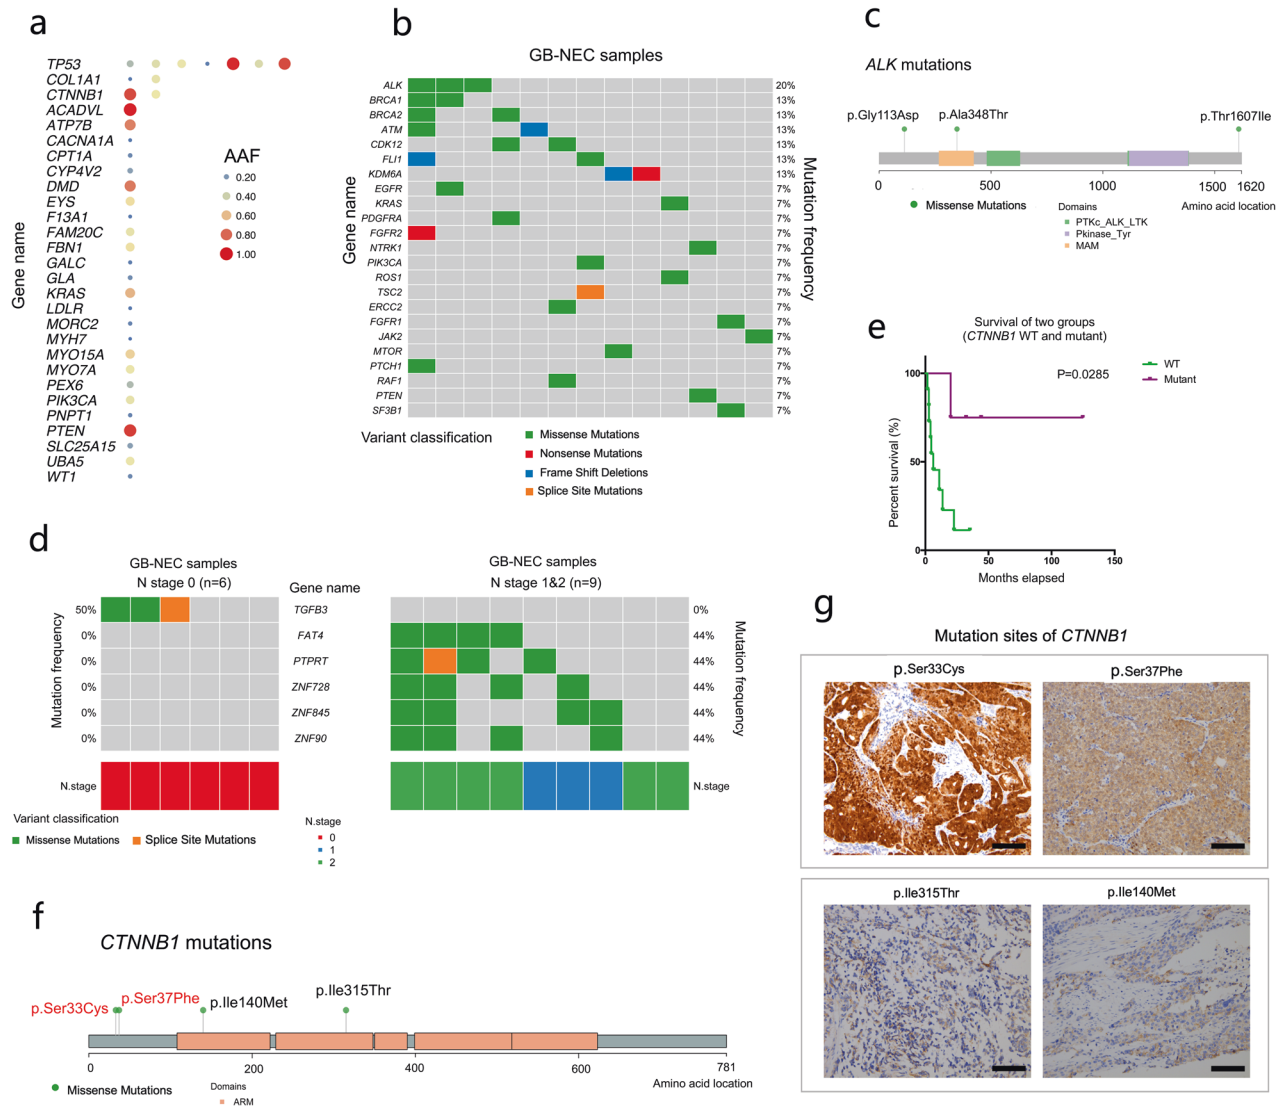 a
Gene name
TP53
COL1A1
CTNNB1
ACADVL
ATP7B
CACNA1A
CPT1A
CYP4V2
DMD
EYS
F13A1
FAM20C
FBN1
GALC
GLA
KRAS
LDLR
MORC2
MYH7
MYO15A
MYO7A
PEX6
PIK3CA
PNPT1
PTEN
SLC25A15
UBA5
WT1
AAF
0.20
0.40
0.60
0.80
1.00
b
GB-NEC samples
Gene name
Mutation frequency
ALK 20%
BRCA1 13%
BRCA2 13%
ATM 13%
CDK12 13%
FLI1 13%
KDM6A 13%
EGFR 7%
KRAS 7%
PDGFRA 7%
FGFR2 7%
NTRK1 7%
PIK3CA 7%
ROS1 7%
TSC2 7%
ERCC2 7%
FGFR1 7%
JAK2 7%
MTOR 7%
PTCH1 7%
RAF1 7%
PTEN 7%
SF3B1 7%
Variant classification
Missense Mutations
Nonsense Mutations
Frame Shift Deletions
Splice Site Mutations
c
ALK mutations
p.Gly113Asp p.Ala348Thr p.Thr1607Ile
0 500 1000 1500 1620
Missense Mutations
Domains
Amino acid location
PTKc_ALK_LTK
Pkinase_Tyr
MAM
d
GB-NEC samples
N stage 0 (n=6)
Gene name
GB-NEC samples
N stage 1&2 (n=9)
Mutation frequency
Mutation frequency
50% TGFB3 0%
0% FAT4 44%
0% PTPRT 44%
0% ZNF728 44%
0% ZNF845 44%
0% ZNF90 44%
N.stage N.stage
Variant classification
Missense Mutations Splice Site Mutations
N.stage
0
1
2
e
Survival of two groups
(CTNNB1 WT and mutant)
P=0.0285
WT
Mutant
Percent survival (%)
100
50
0
0 50 100 150
Months elapsed
f
CTNNB1 mutations
p.Ser33Cys p.Ser37Phe p.Ile140Met p.Ile315Thr
0 200 400 600 781
Amino acid location
Missense Mutations
Domains
ARM
g
Mutation sites of CTNNB1
p.Ser33Cys p.Ser37Phe
p.Ile315Thr p.Ile140Met